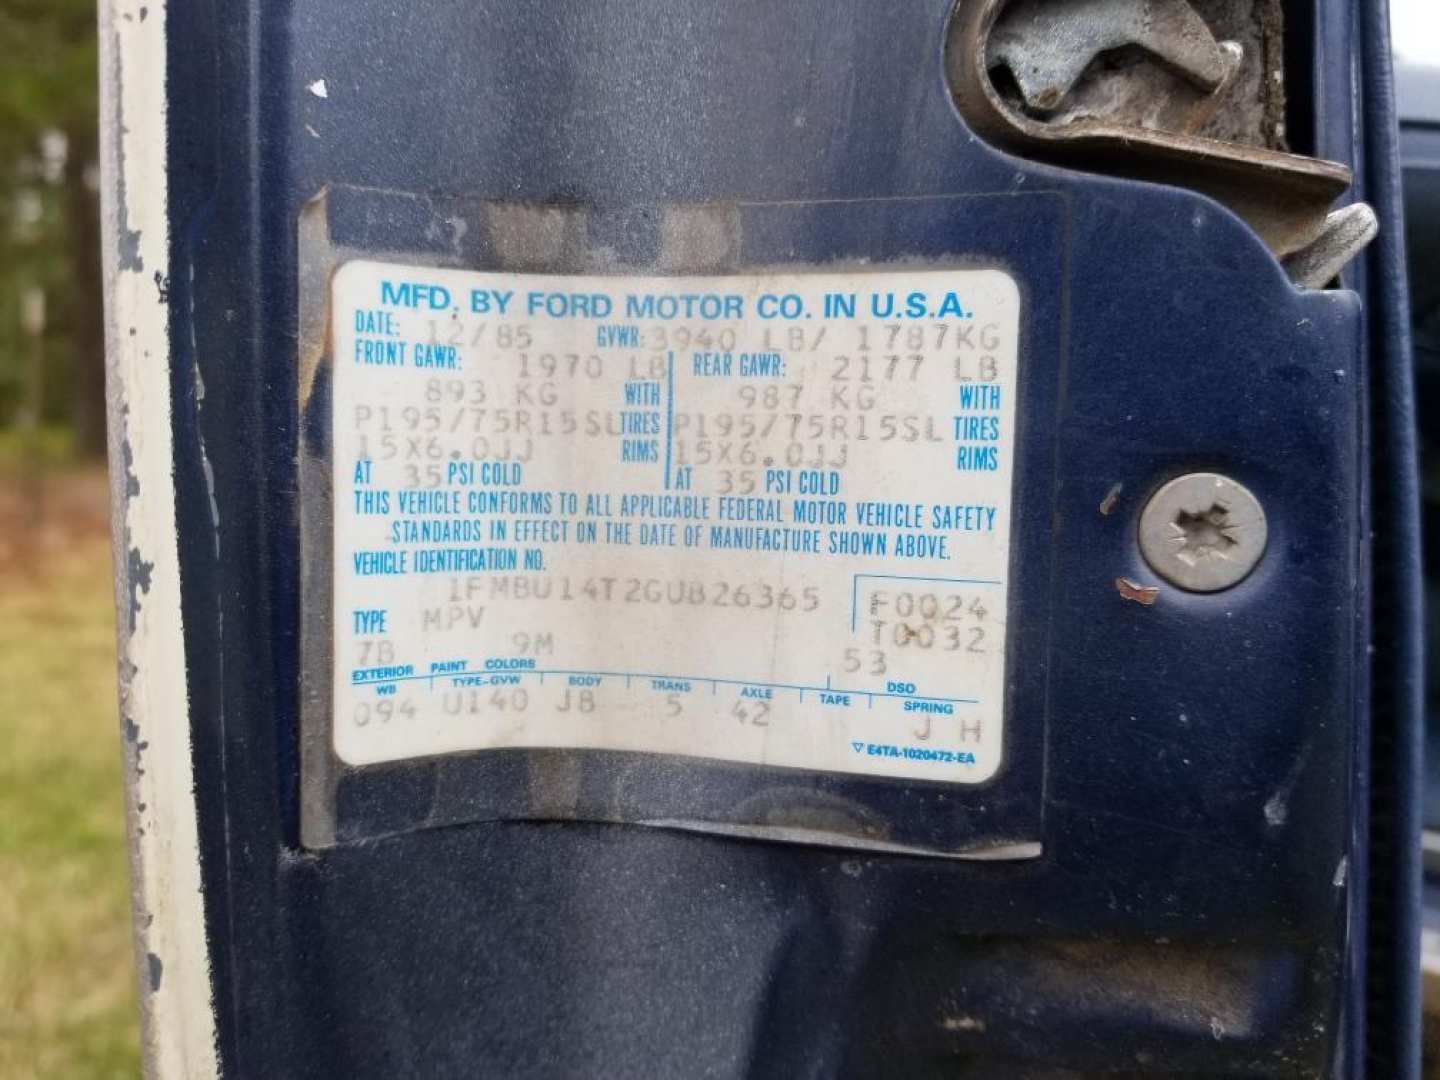 MFD. BY FORD MOTOR CO. IN U.S.A.
DATE: 12/85 GVWR: 3940 LB/ 1787KG
FRONT GAWR: 1970 LB REAR GAWR: 2177 LB
893 KG WITH 987 KG WITH
P195/75R15SL TIRES P195/75R15SL TIRES
15X6.0JJ RIMS 15X6.0JJ RIMS
AT 35 PSI COLD AT 35 PSI COLD
THIS VEHICLE CONFORMS TO ALL APPLICABLE FEDERAL MOTOR VEHICLE SAFETY
STANDARDS IN EFFECT ON THE DATE OF MANUFACTURE SHOWN ABOVE.
VEHICLE IDENTIFICATION NO.
1FMBU14T2GUB26365 F0024
TYPE MPV T0032
7B 9M 53
EXTERIOR PAINT COLORS DSO
WB TYPE-GVW BODY TRANS AXLE TAPE SPRING
094 U140 JB 5 42 J H
▽ E4TA-1020472-EA